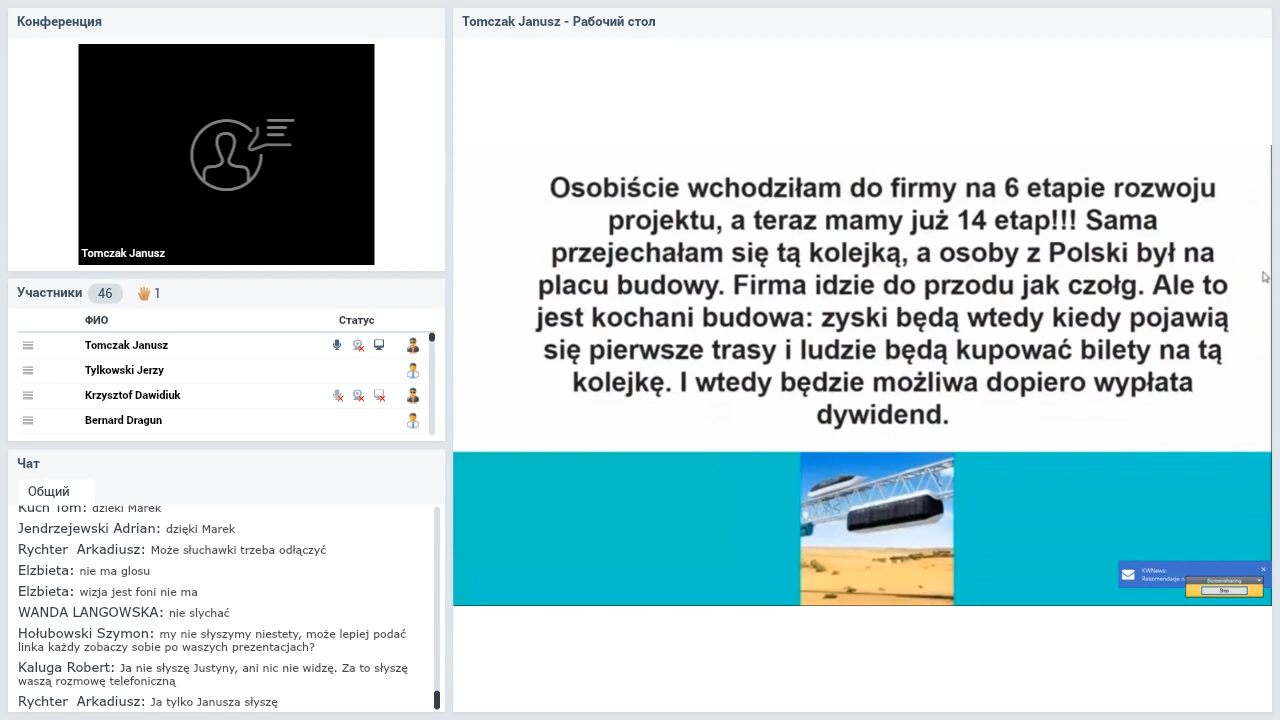 Конференция
Tomczak Janusz
Участники 46 1
ФИО Статус
Tomczak Janusz
Tylkowski Jerzy
Krzysztof Dawidiuk
Bernard Dragun
Чат
Общий
Kuch Tom: dzięki Marek
Jendrzejewski Adrian: dzięki Marek
Rychter Arkadiusz: Może słuchawki trzeba odłączyć
Elzbieta: nie ma glosu
Elzbieta: wizja jest foni nie ma
WANDA LANGOWSKA: nie slychać
Hołubowski Szymon: my nie słyszymy niestety, może lepiej podać
linka każdy zobaczy sobie po waszych prezentacjach?
Kaluga Robert: Ja nie słyszę Justyny, ani nic nie widzę. Za to słyszę
waszą rozmowę telefoniczną
Rychter Arkadiusz: Ja tylko Janusza słyszę
Tomczak Janusz - Рабочий стол
Osobiście wchodziłam do firmy na 6 etapie rozwoju
projektu, a teraz mamy już 14 etap!!! Sama
przejechałam się tą kolejką, a osoby z Polski był na
placu budowy. Firma idzie do przodu jak czołg. Ale to
jest kochani budowa: zyski będą wtedy kiedy pojawią
się pierwsze trasy i ludzie będą kupować bilety na tą
kolejkę. I wtedy będzie możliwa dopiero wypłata
dywidend.
KWNews:
Rekomendacje
Screensharing
Stop